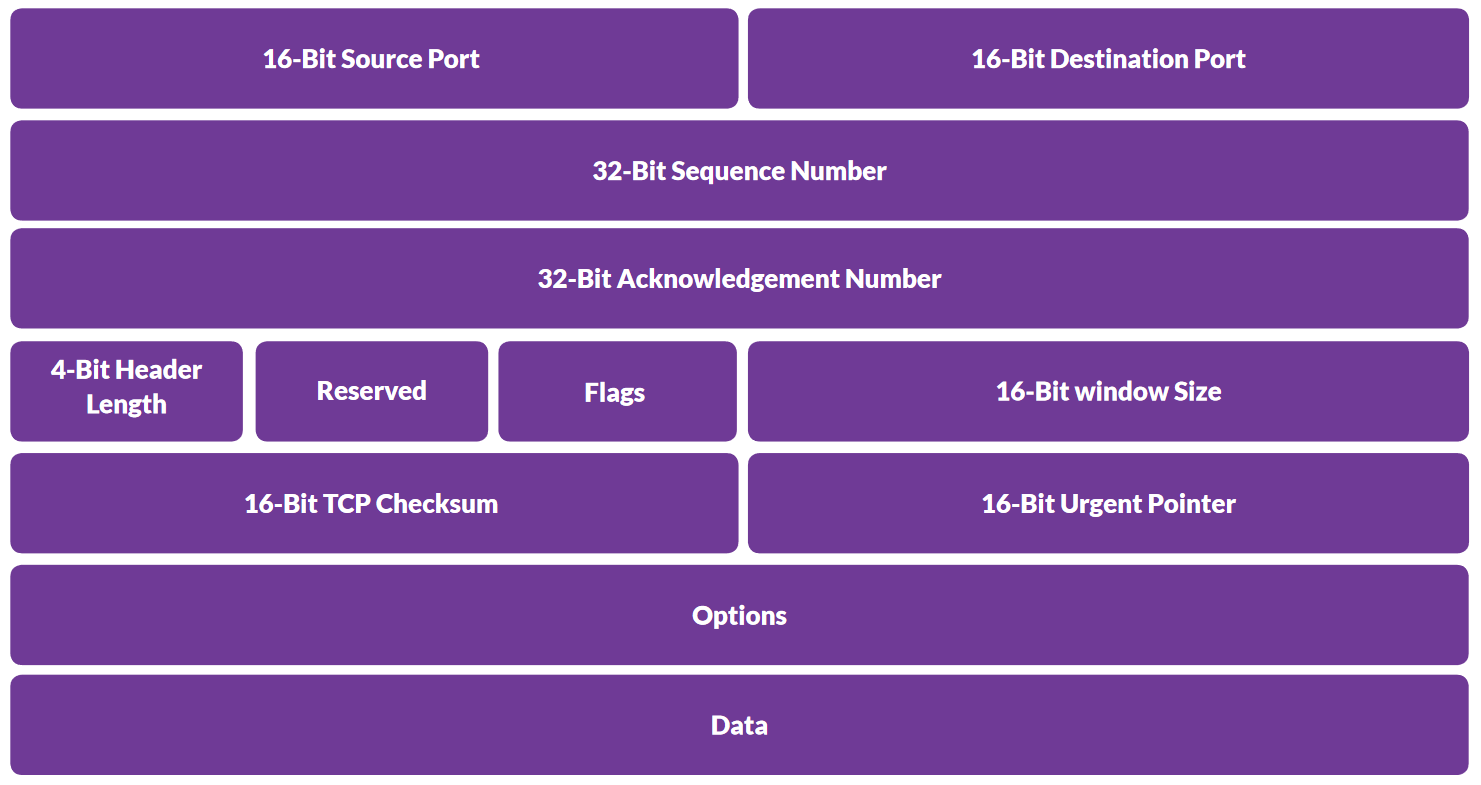 16-Bit Source Port
16-Bit Destination Port
32-Bit Sequence Number
32-Bit Acknowledgement Number
4-Bit Header
Length
Reserved
Flags
16-Bit window Size
16-Bit TCP Checksum
16-Bit Urgent Pointer
Options
Data